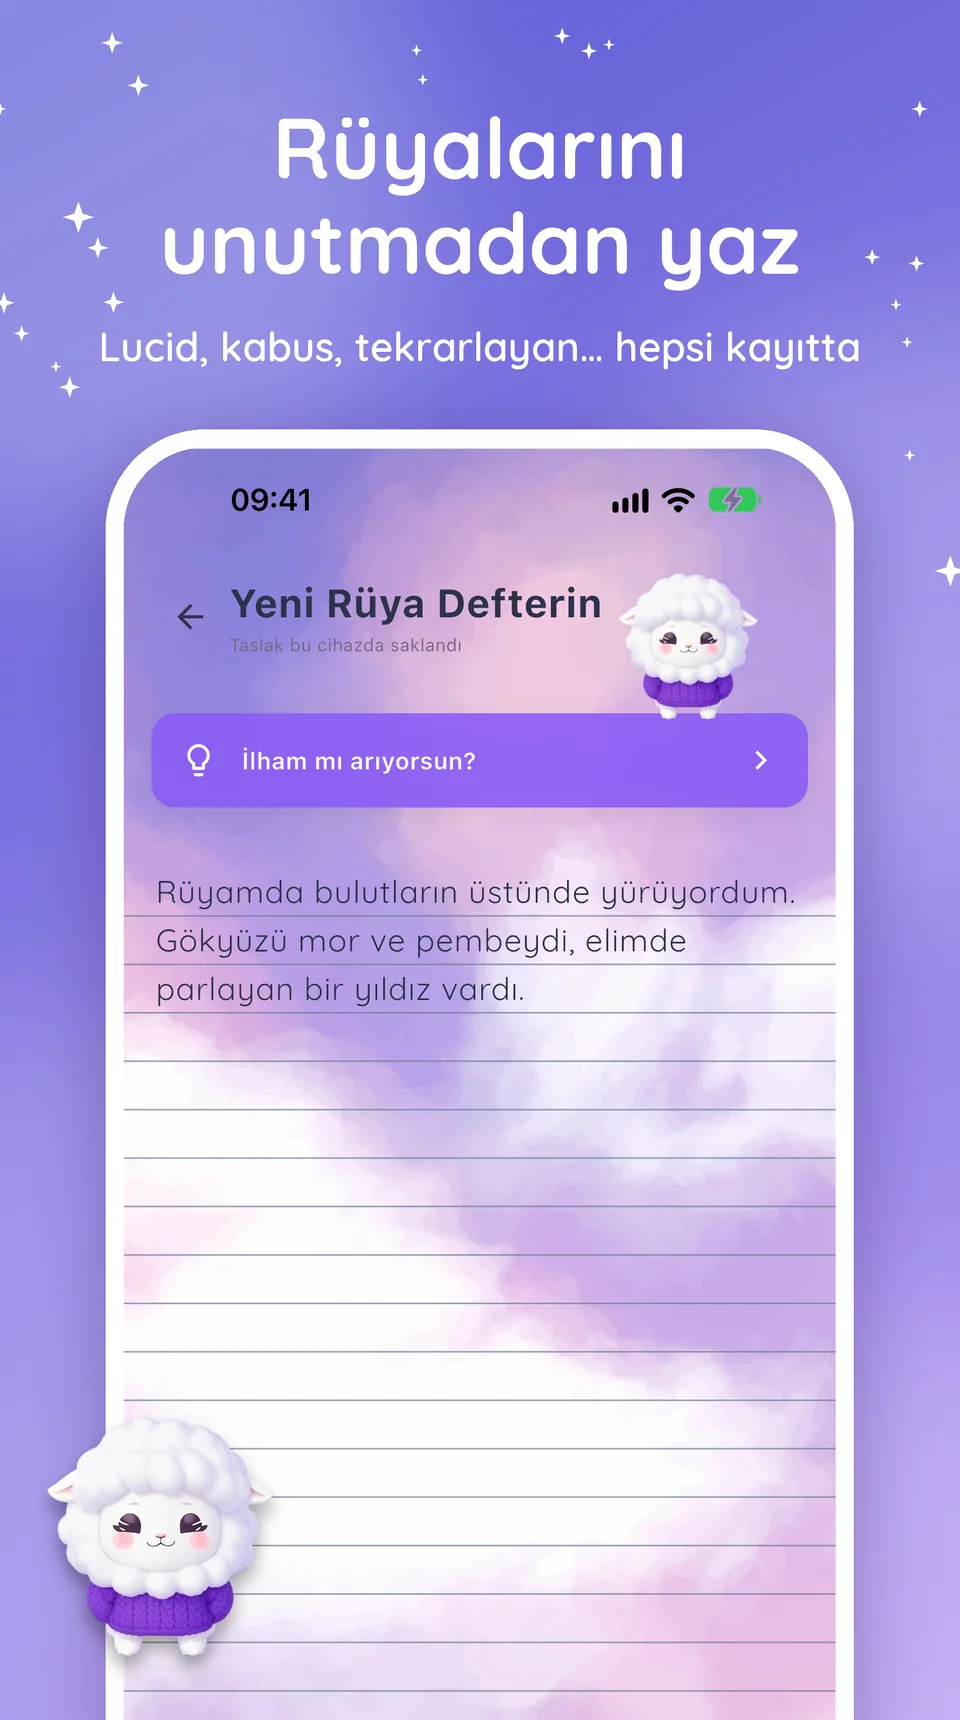 Rüyalarını
unutmadan yaz
Lucid, kabus, tekrarlayan... hepsi kayıtta
09:41
Yeni Rüya Defterin
Taslak bu cihazda saklandı
İlham mı arıyorsun?
Rüyamda bulutların üstünde yürüyordum.
Gökyüzü mor ve pembeydi, elimde
parlayan bir yıldız vardı.